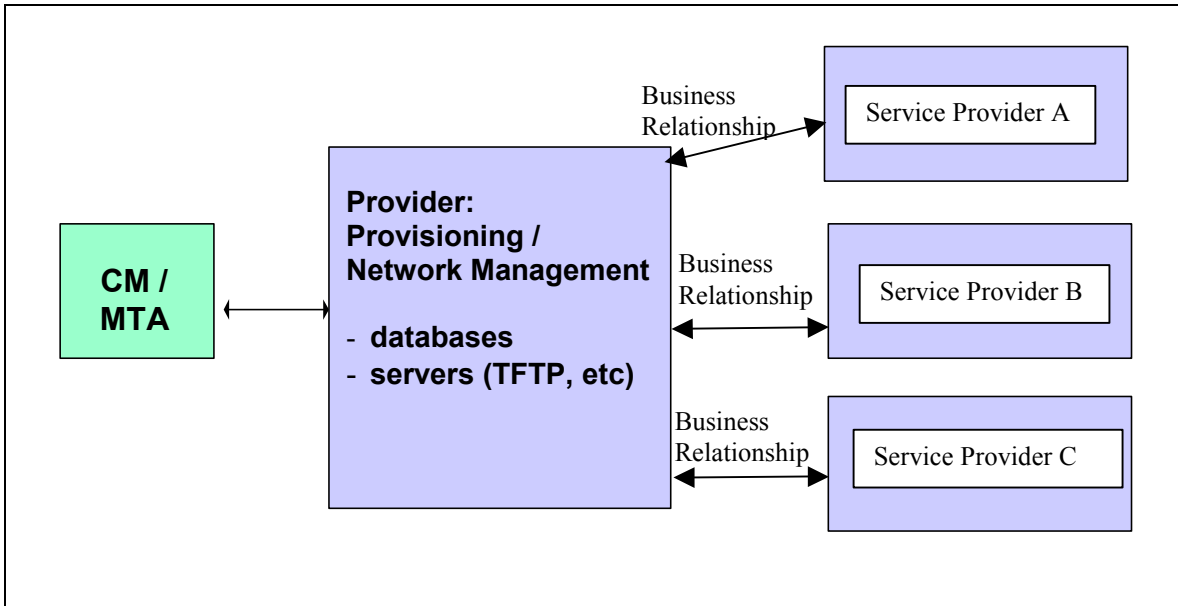 CM /
MTA
Provider:
Provisioning /
Network Management
- databases
- servers (TFTP, etc)
Business
Relationship
Service Provider A
Business
Relationship
Service Provider B
Business
Relationship
Service Provider C